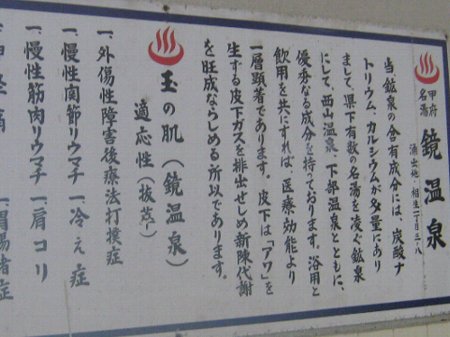 ♨ 甲府名湯 鏡温泉
湧出地、相生一丁目三・八
当鉱泉の含有成分には、炭酸ナ
トリウム、カルシウムが多量にあり
まして、県下有数の名湯を凌ぐ鉱泉
にして、西山温泉、下部温泉とともに、
優秀なる成分を持っております。浴用と
飲用を共にすれば、医療効能より
一層顕著であります。皮下は「アワ」を
生する皮下ガスを排出せしめ新陳代謝
を旺成ならしめる所以であります。
♨ 玉の肌(鏡温泉)
適応性(抜萃)
一、外傷性障害後療法打撲症
一、慢性関節リウマチ 一、冷え症
一、慢性筋肉リウマチ 一、肩コリ
一、胃腸諸症